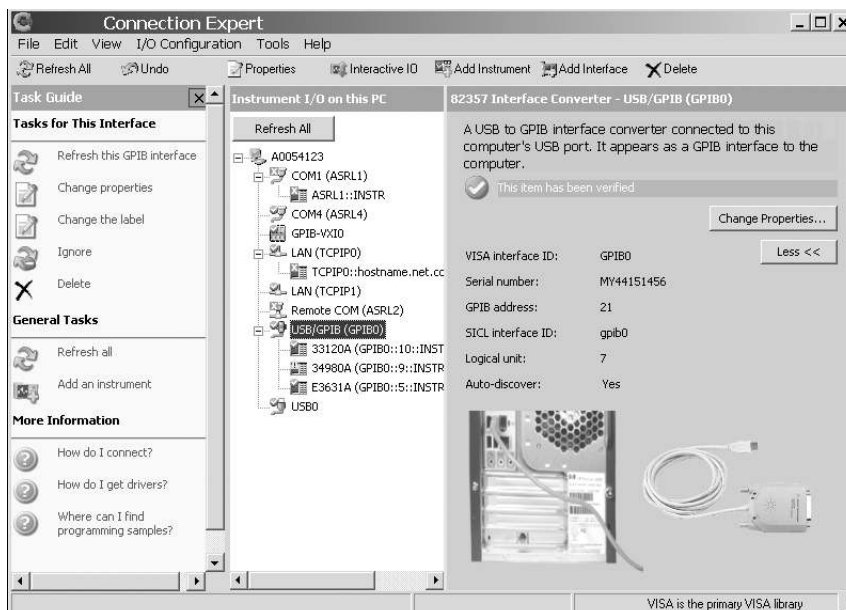 Connection Expert
File Edit View I/O Configuration Tools Help
Refresh All Undo Properties Interactive IO Add Instrument Add Interface Delete
Task Guide
Tasks for This Interface
Refresh this GPIB interface
Change properties
Change the label
Ignore
Delete
General Tasks
Refresh all
Add an instrument
More Information
How do I connect?
How do I get drivers?
Where can I find
programming samples?
Instrument I/O on this PC
Refresh All
A0054123
COM1 (ASRL1)
ASRL1::INSTR
COM4 (ASRL4)
GPIB-VXI0
LAN (TCPIP0)
TCPIP0::hostname.net.cc
LAN (TCPIP1)
Remote COM (ASRL2)
USB/GPIB (GPIB0)
33120A (GPIB0::10::INST
34980A (GPIB0::9::INSTR
E3631A (GPIB0::5::INSTR
USB0
82357 Interface Converter - USB/GPIB (GPIB0)
A USB to GPIB interface converter connected to this
computer's USB port. It appears as a GPIB interface to the
computer.
This item has been verified
Change Properties...
Less <<
VISA interface ID: GPIB0
Serial number: MY44151456
GPIB address: 21
SICL interface ID: gpib0
Logical unit: 7
Auto-discover: Yes
VISA is the primary VISA library